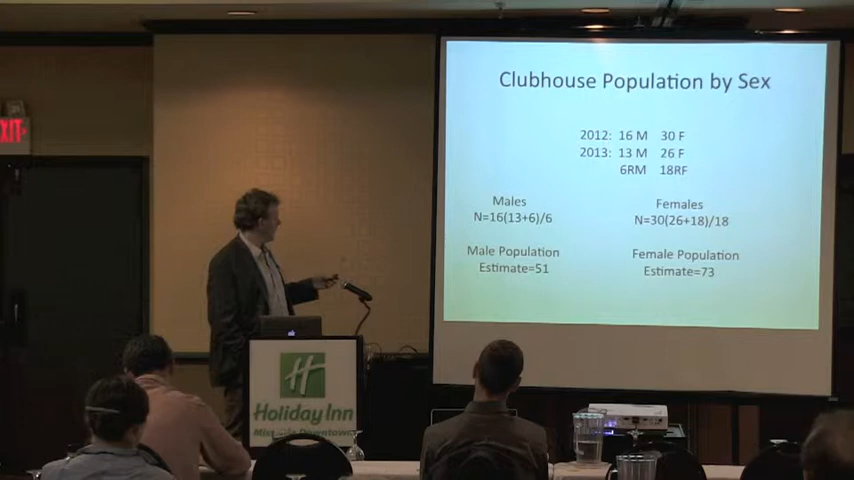 Clubhouse Population by Sex
2012: 16 M 30 F
2013: 13 M 26 F
6RM 18RF
Males
N=16(13+6)/6
Females
N=30(26+18)/18
Male Population
Estimate=51
Female Population
Estimate=73
EXIT
H
Holiday Inn
Downtown